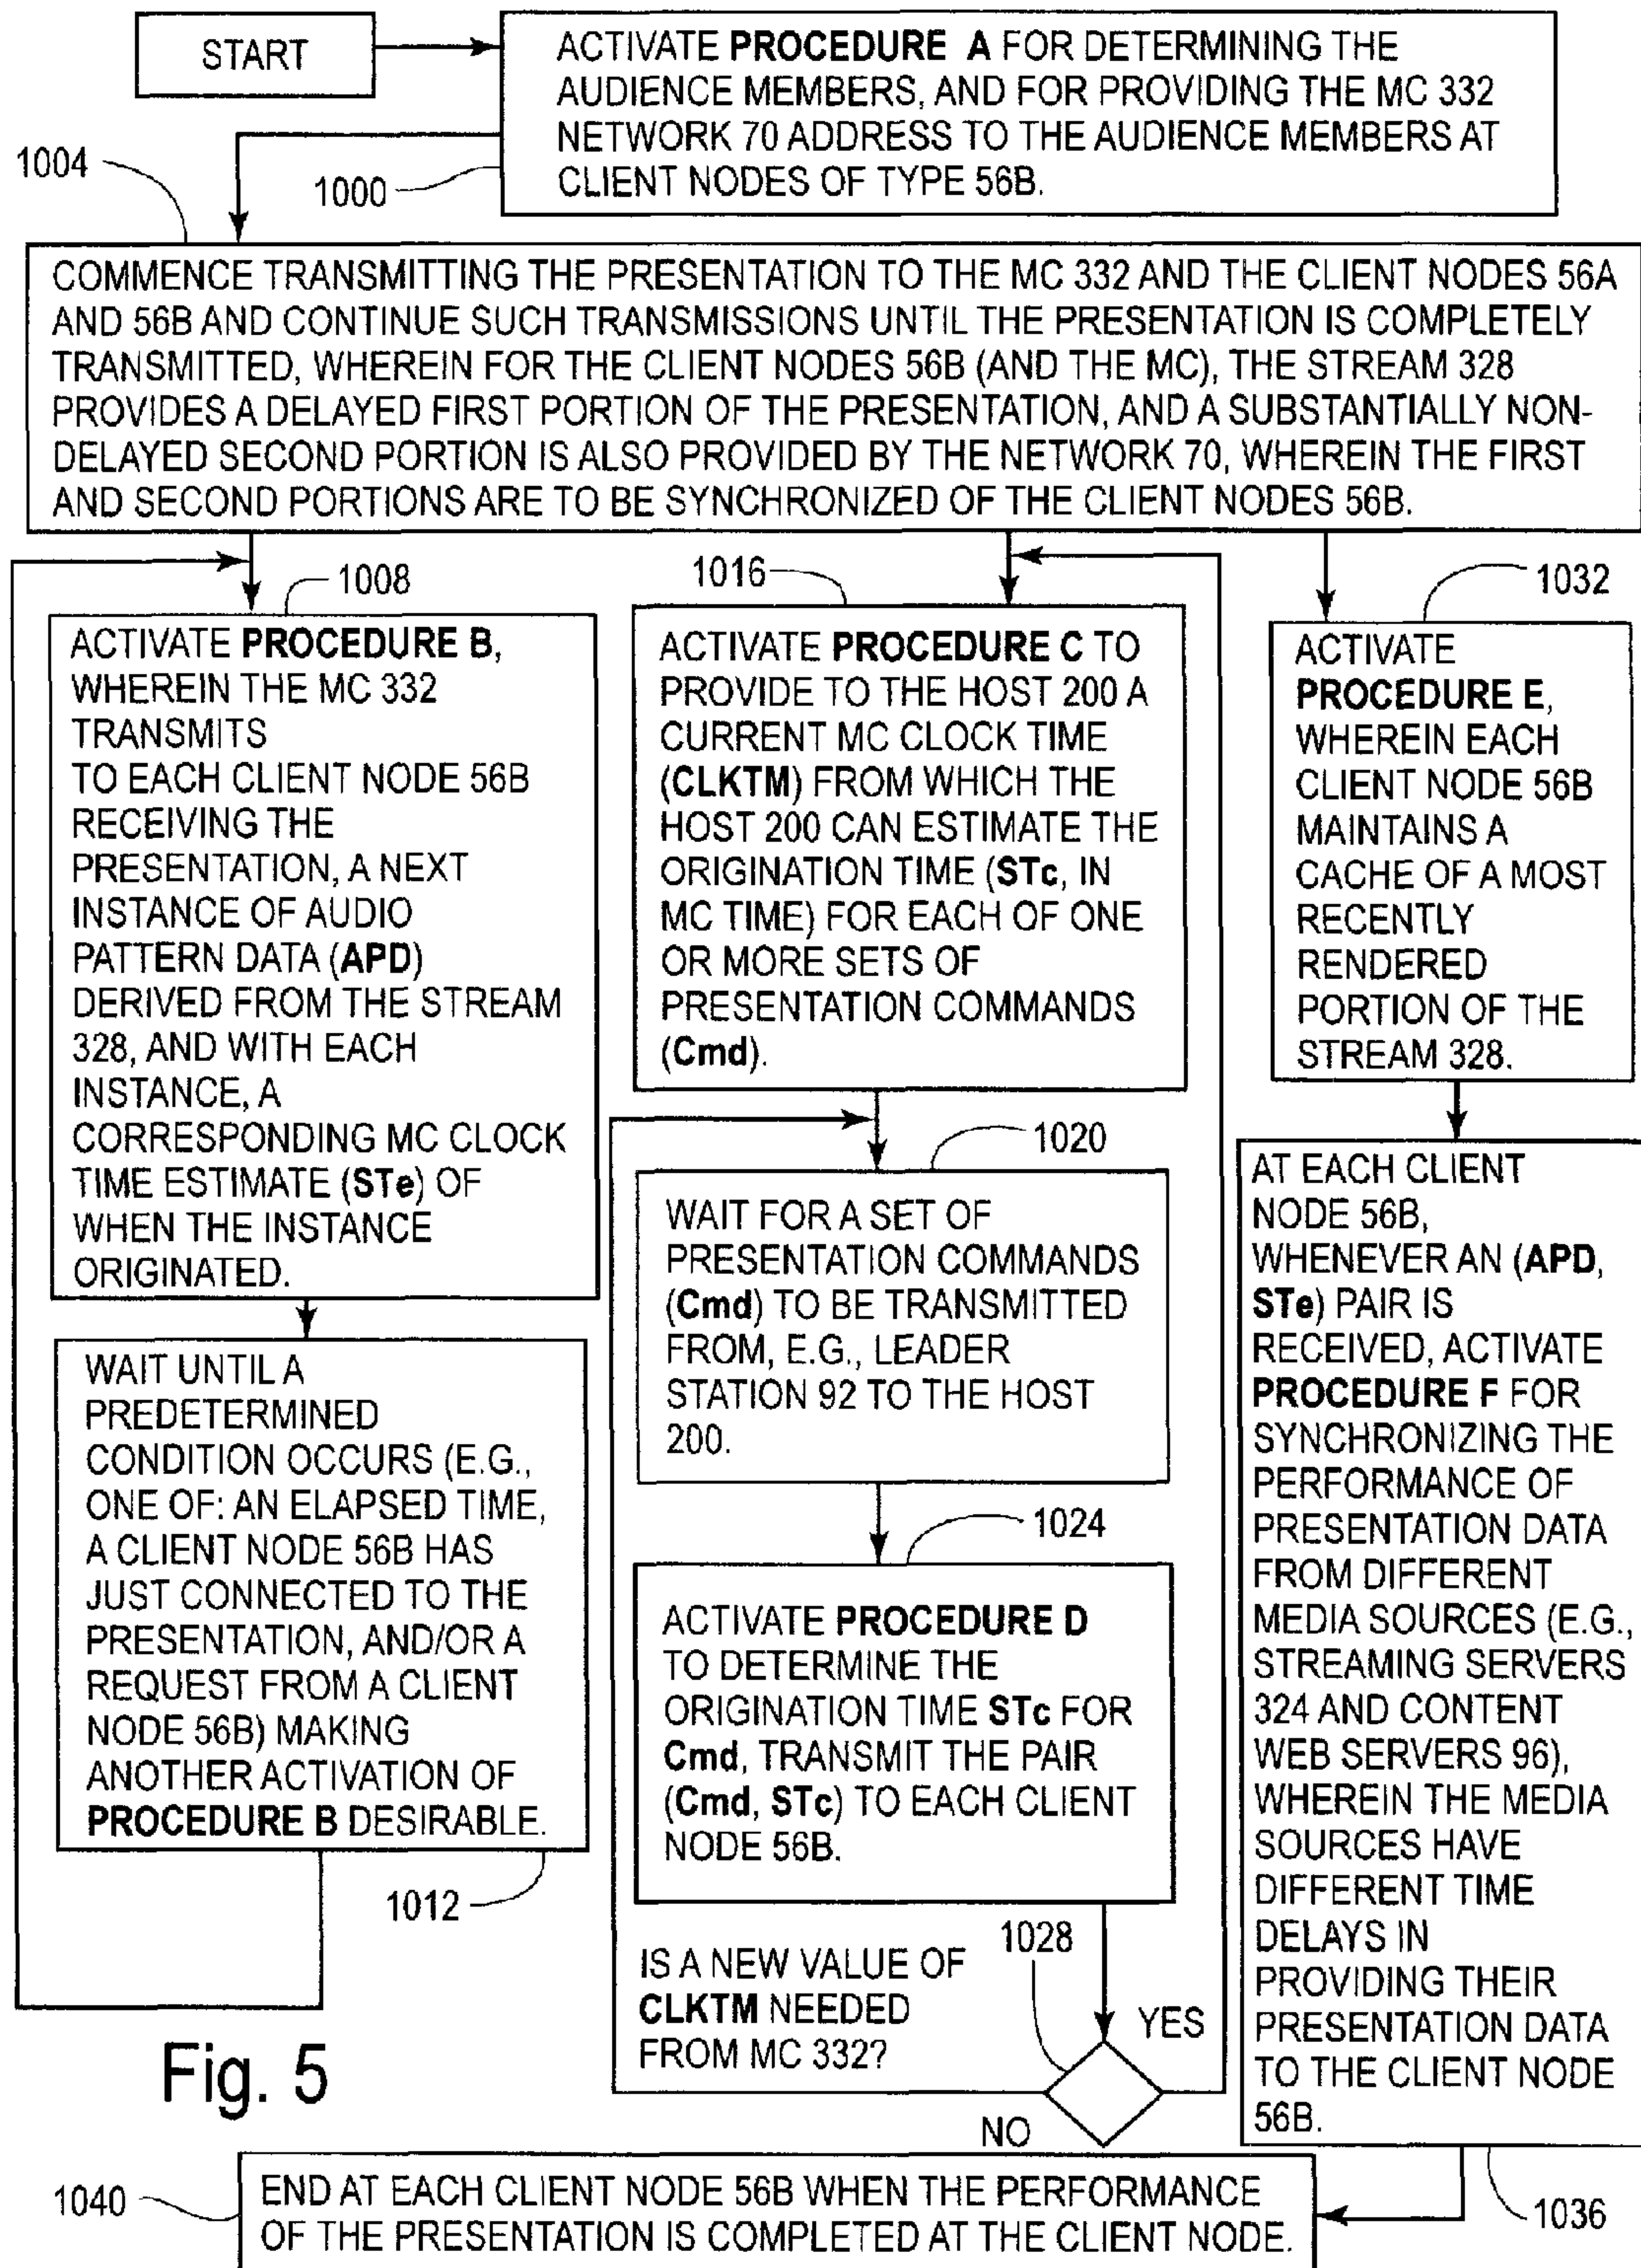 START
ACTIVATE PROCEDURE A FOR DETERMINING THE
AUDIENCE MEMBERS, AND FOR PROVIDING THE MC 332
NETWORK 70 ADDRESS TO THE AUDIENCE MEMBERS AT
CLIENT NODES OF TYPE 56B.
1004
1000
COMMENCE TRANSMITTING THE PRESENTATION TO THE MC 332 AND THE CLIENT NODES 56A
AND 56B AND CONTINUE SUCH TRANSMISSIONS UNTIL THE PRESENTATION IS COMPLETELY
TRANSMITTED, WHEREIN FOR THE CLIENT NODES 56B (AND THE MC), THE STREAM 328
PROVIDES A DELAYED FIRST PORTION OF THE PRESENTATION, AND A SUBSTANTIALLY NON-
DELAYED SECOND PORTION IS ALSO PROVIDED BY THE NETWORK 70, WHEREIN THE FIRST
AND SECOND PORTIONS ARE TO BE SYNCHRONIZED OF THE CLIENT NODES 56B.
1008
ACTIVATE PROCEDURE B,
WHEREIN THE MC 332
TRANSMITS
TO EACH CLIENT NODE 56B
RECEIVING THE
PRESENTATION, A NEXT
INSTANCE OF AUDIO
PATTERN DATA (APD)
DERIVED FROM THE STREAM
328, AND WITH EACH
INSTANCE, A
CORRESPONDING MC CLOCK
TIME ESTIMATE (STe) OF
WHEN THE INSTANCE
ORIGINATED.
WAIT UNTIL A
PREDETERMINED
CONDITION OCCURS (E.G.,
ONE OF: AN ELAPSED TIME,
A CLIENT NODE 56B HAS
JUST CONNECTED TO THE
PRESENTATION, AND/OR A
REQUEST FROM A CLIENT
NODE 56B) MAKING
ANOTHER ACTIVATION OF
PROCEDURE B DESIRABLE.
1012
1016
ACTIVATE PROCEDURE C TO
PROVIDE TO THE HOST 200 A
CURRENT MC CLOCK TIME
(CLKTM) FROM WHICH THE
HOST 200 CAN ESTIMATE THE
ORIGINATION TIME (STc, IN
MC TIME) FOR EACH OF ONE
OR MORE SETS OF
PRESENTATION COMMANDS
(Cmd).
1020
WAIT FOR A SET OF
PRESENTATION COMMANDS
(Cmd) TO BE TRANSMITTED
FROM, E.G., LEADER
STATION 92 TO THE HOST
200.
1024
ACTIVATE PROCEDURE D
TO DETERMINE THE
ORIGINATION TIME STc FOR
Cmd, TRANSMIT THE PAIR
(Cmd, STc) TO EACH CLIENT
NODE 56B.
1028
IS A NEW VALUE OF
CLKTM NEEDED
FROM MC 332?
YES
NO
1032
ACTIVATE
PROCEDURE E,
WHEREIN EACH
CLIENT NODE 56B
MAINTAINS A
CACHE OF A MOST
RECENTLY
RENDERED
PORTION OF THE
STREAM 328.
AT EACH CLIENT
NODE 56B,
WHENEVER AN (APD,
STe) PAIR IS
RECEIVED, ACTIVATE
PROCEDURE F FOR
SYNCHRONIZING THE
PERFORMANCE OF
PRESENTATION DATA
FROM DIFFERENT
MEDIA SOURCES (E.G.,
STREAMING SERVERS
324 AND CONTENT
WEB SERVERS 96),
WHEREIN THE MEDIA
SOURCES HAVE
DIFFERENT TIME
DELAYS IN
PROVIDING THEIR
PRESENTATION DATA
TO THE CLIENT NODE
56B.
1036
Fig. 5
1040
END AT EACH CLIENT NODE 56B WHEN THE PERFORMANCE
OF THE PRESENTATION IS COMPLETED AT THE CLIENT NODE.